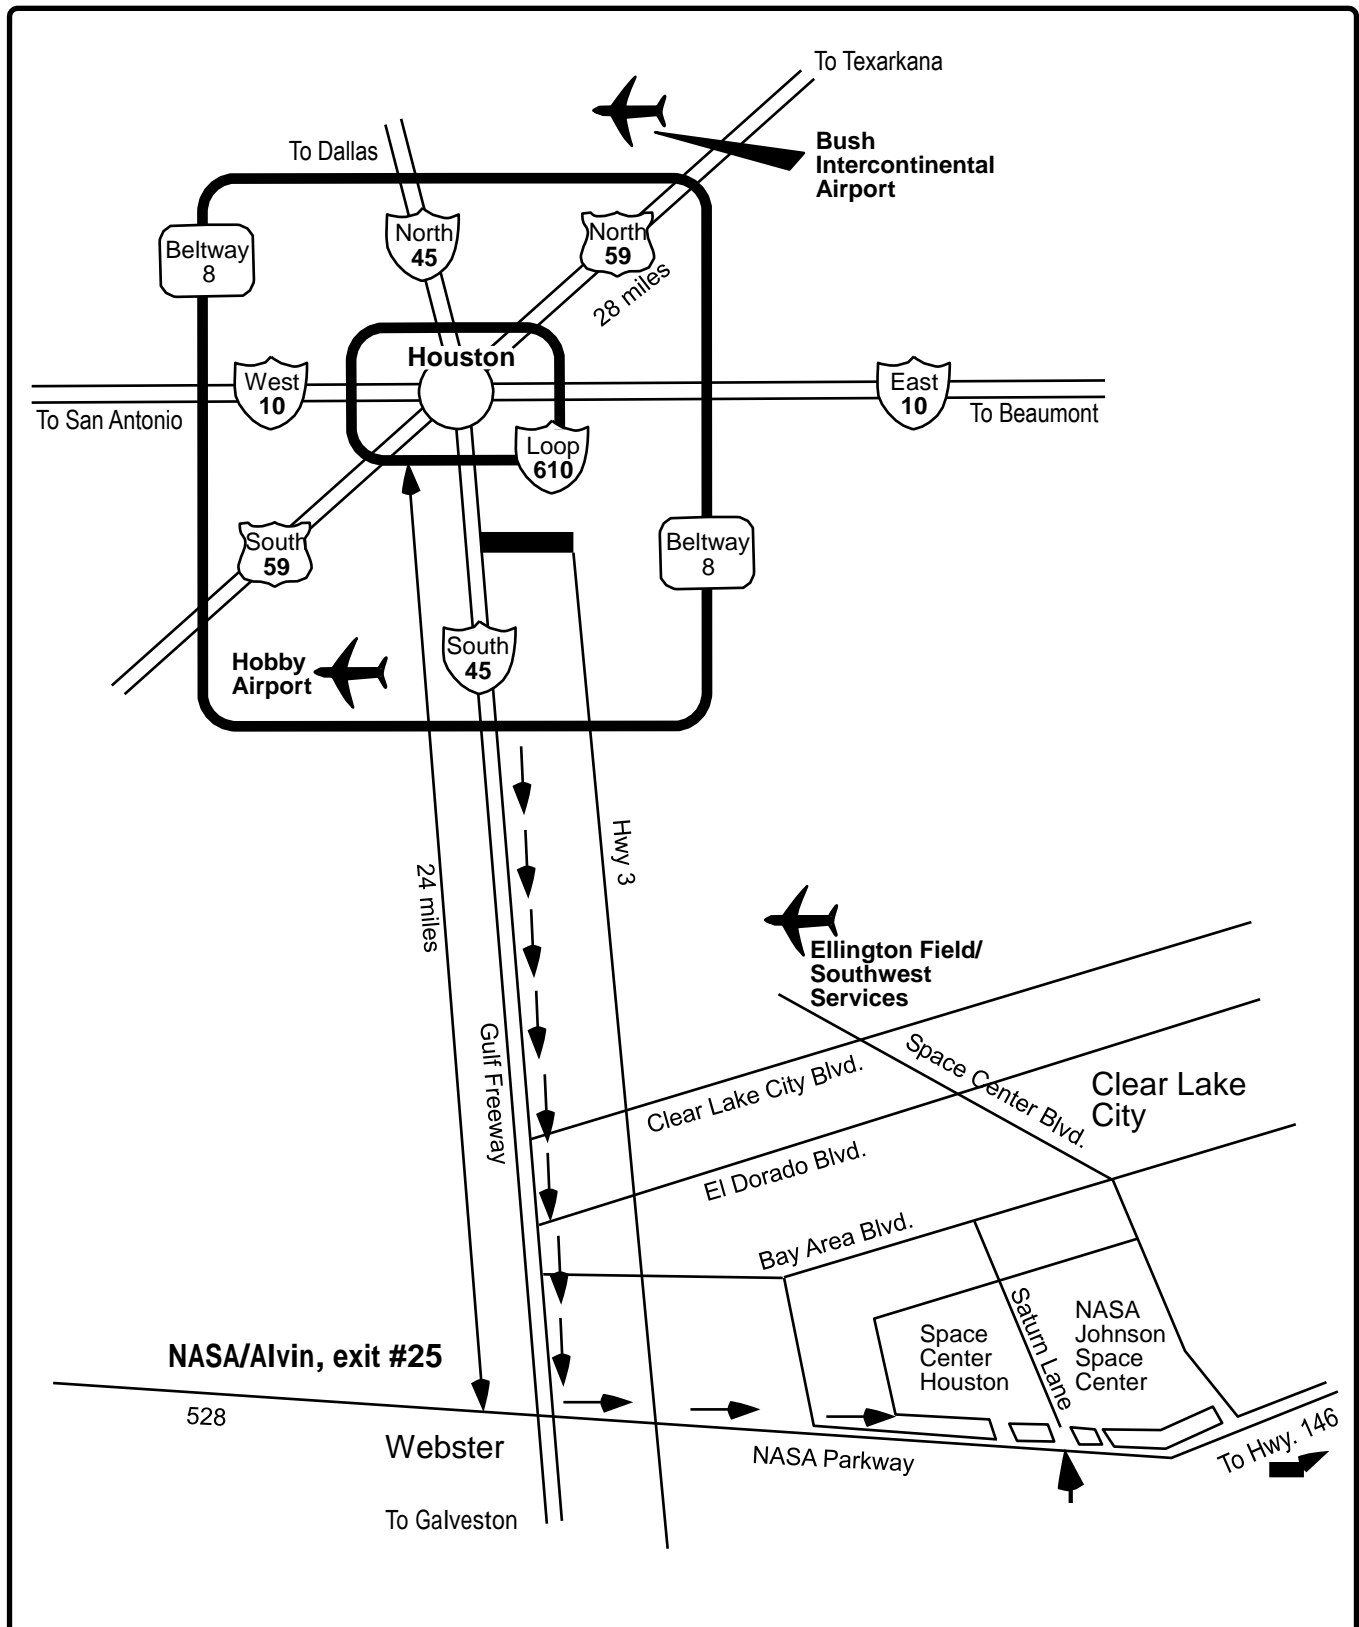 To Texarkana
Bush
Intercontinental
Airport
To Dallas
North
45
North
59
Beltway
8
28 miles
Houston
West
10
East
10
To San Antonio
To Beaumont
Loop
610
South
59
Beltway
8
South
45
Hobby
Airport
Hwy 3
24 miles
Ellington Field/
Southwest
Services
Gulf Freeway
Space Center Blvd.
Clear Lake City Blvd.
Clear Lake
City
El Dorado Blvd.
Bay Area Blvd.
Saturn Lane
NASA
Johnson
Space
Center
Space
Center
Houston
NASA/Alvin, exit #25
528
Webster
NASA Parkway
To Hwy. 146
To Galveston